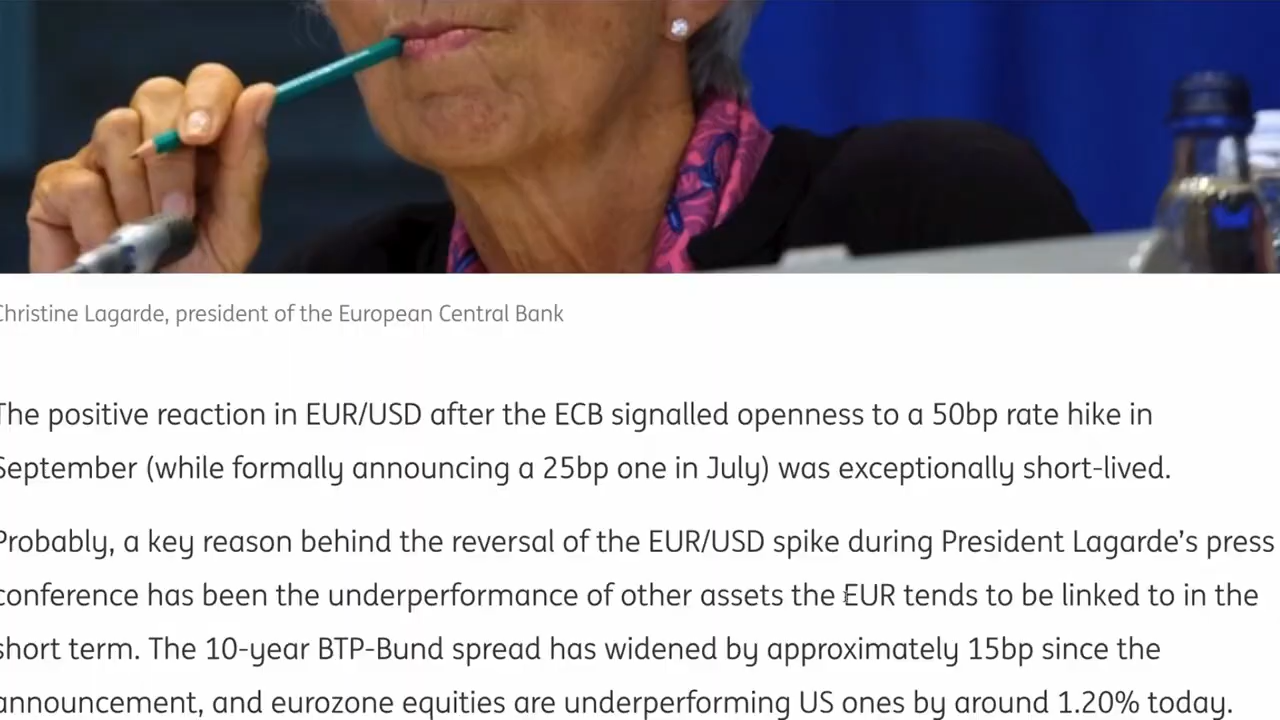 Christine Lagarde, president of the European Central Bank
The positive reaction in EUR/USD after the ECB signalled openness to a 50bp rate hike in
September (while formally announcing a 25bp one in July) was exceptionally short-lived.
Probably, a key reason behind the reversal of the EUR/USD spike during President Lagarde’s press
conference has been the underperformance of other assets the EUR tends to be linked to in the
short term. The 10-year BTP-Bund spread has widened by approximately 15bp since the
announcement, and eurozone equities are underperforming US ones by around 1.20% today.